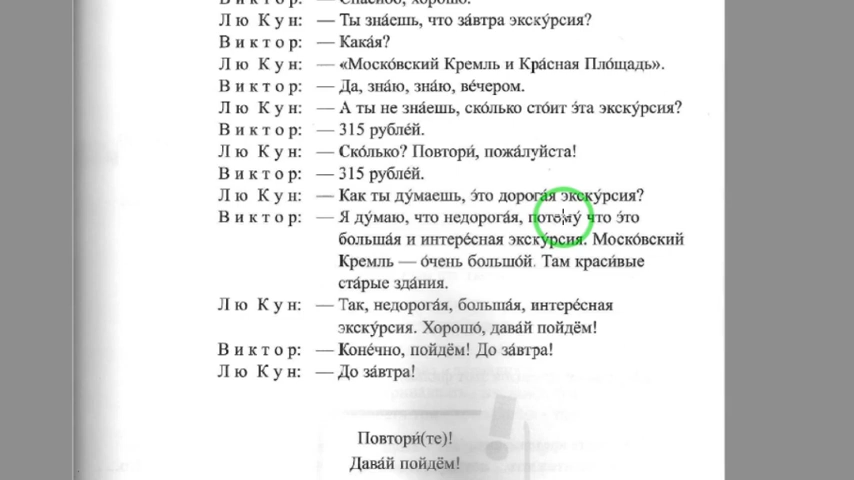 — Спасибо, хорошо.
Лю Кун: — Ты зна́ешь, что за́втра экску́рсия?
Виктор: — Кака́я?
Лю Кун: — «Моско́вский Кремль и Кра́сная Пло́щадь».
Виктор: — Да, зна́ю, зна́ю, ве́чером.
Лю Кун: — А ты не зна́ешь, ско́лько сто́ит э́та экску́рсия?
Виктор: — 315 рубле́й.
Лю Кун: — Ско́лько? Повтори́, пожа́луйста!
Виктор: — 315 рубле́й.
Лю Кун: — Как ты ду́маешь, э́то дорога́я экску́рсия?
Виктор: — Я ду́маю, что недорога́я, потому́ что э́то
больша́я и интере́сная экску́рсия. Моско́вский
Кремль — о́чень большо́й. Там краси́вые
ста́рые зда́ния.
Лю Кун: — Так, недорога́я, больша́я, интере́сная
экску́рсия. Хорошо́, дава́й пойдём!
Виктор: — Коне́чно, пойдём! До за́втра!
Лю Кун: — До за́втра!
Повтори́(те)!
Дава́й пойдём!